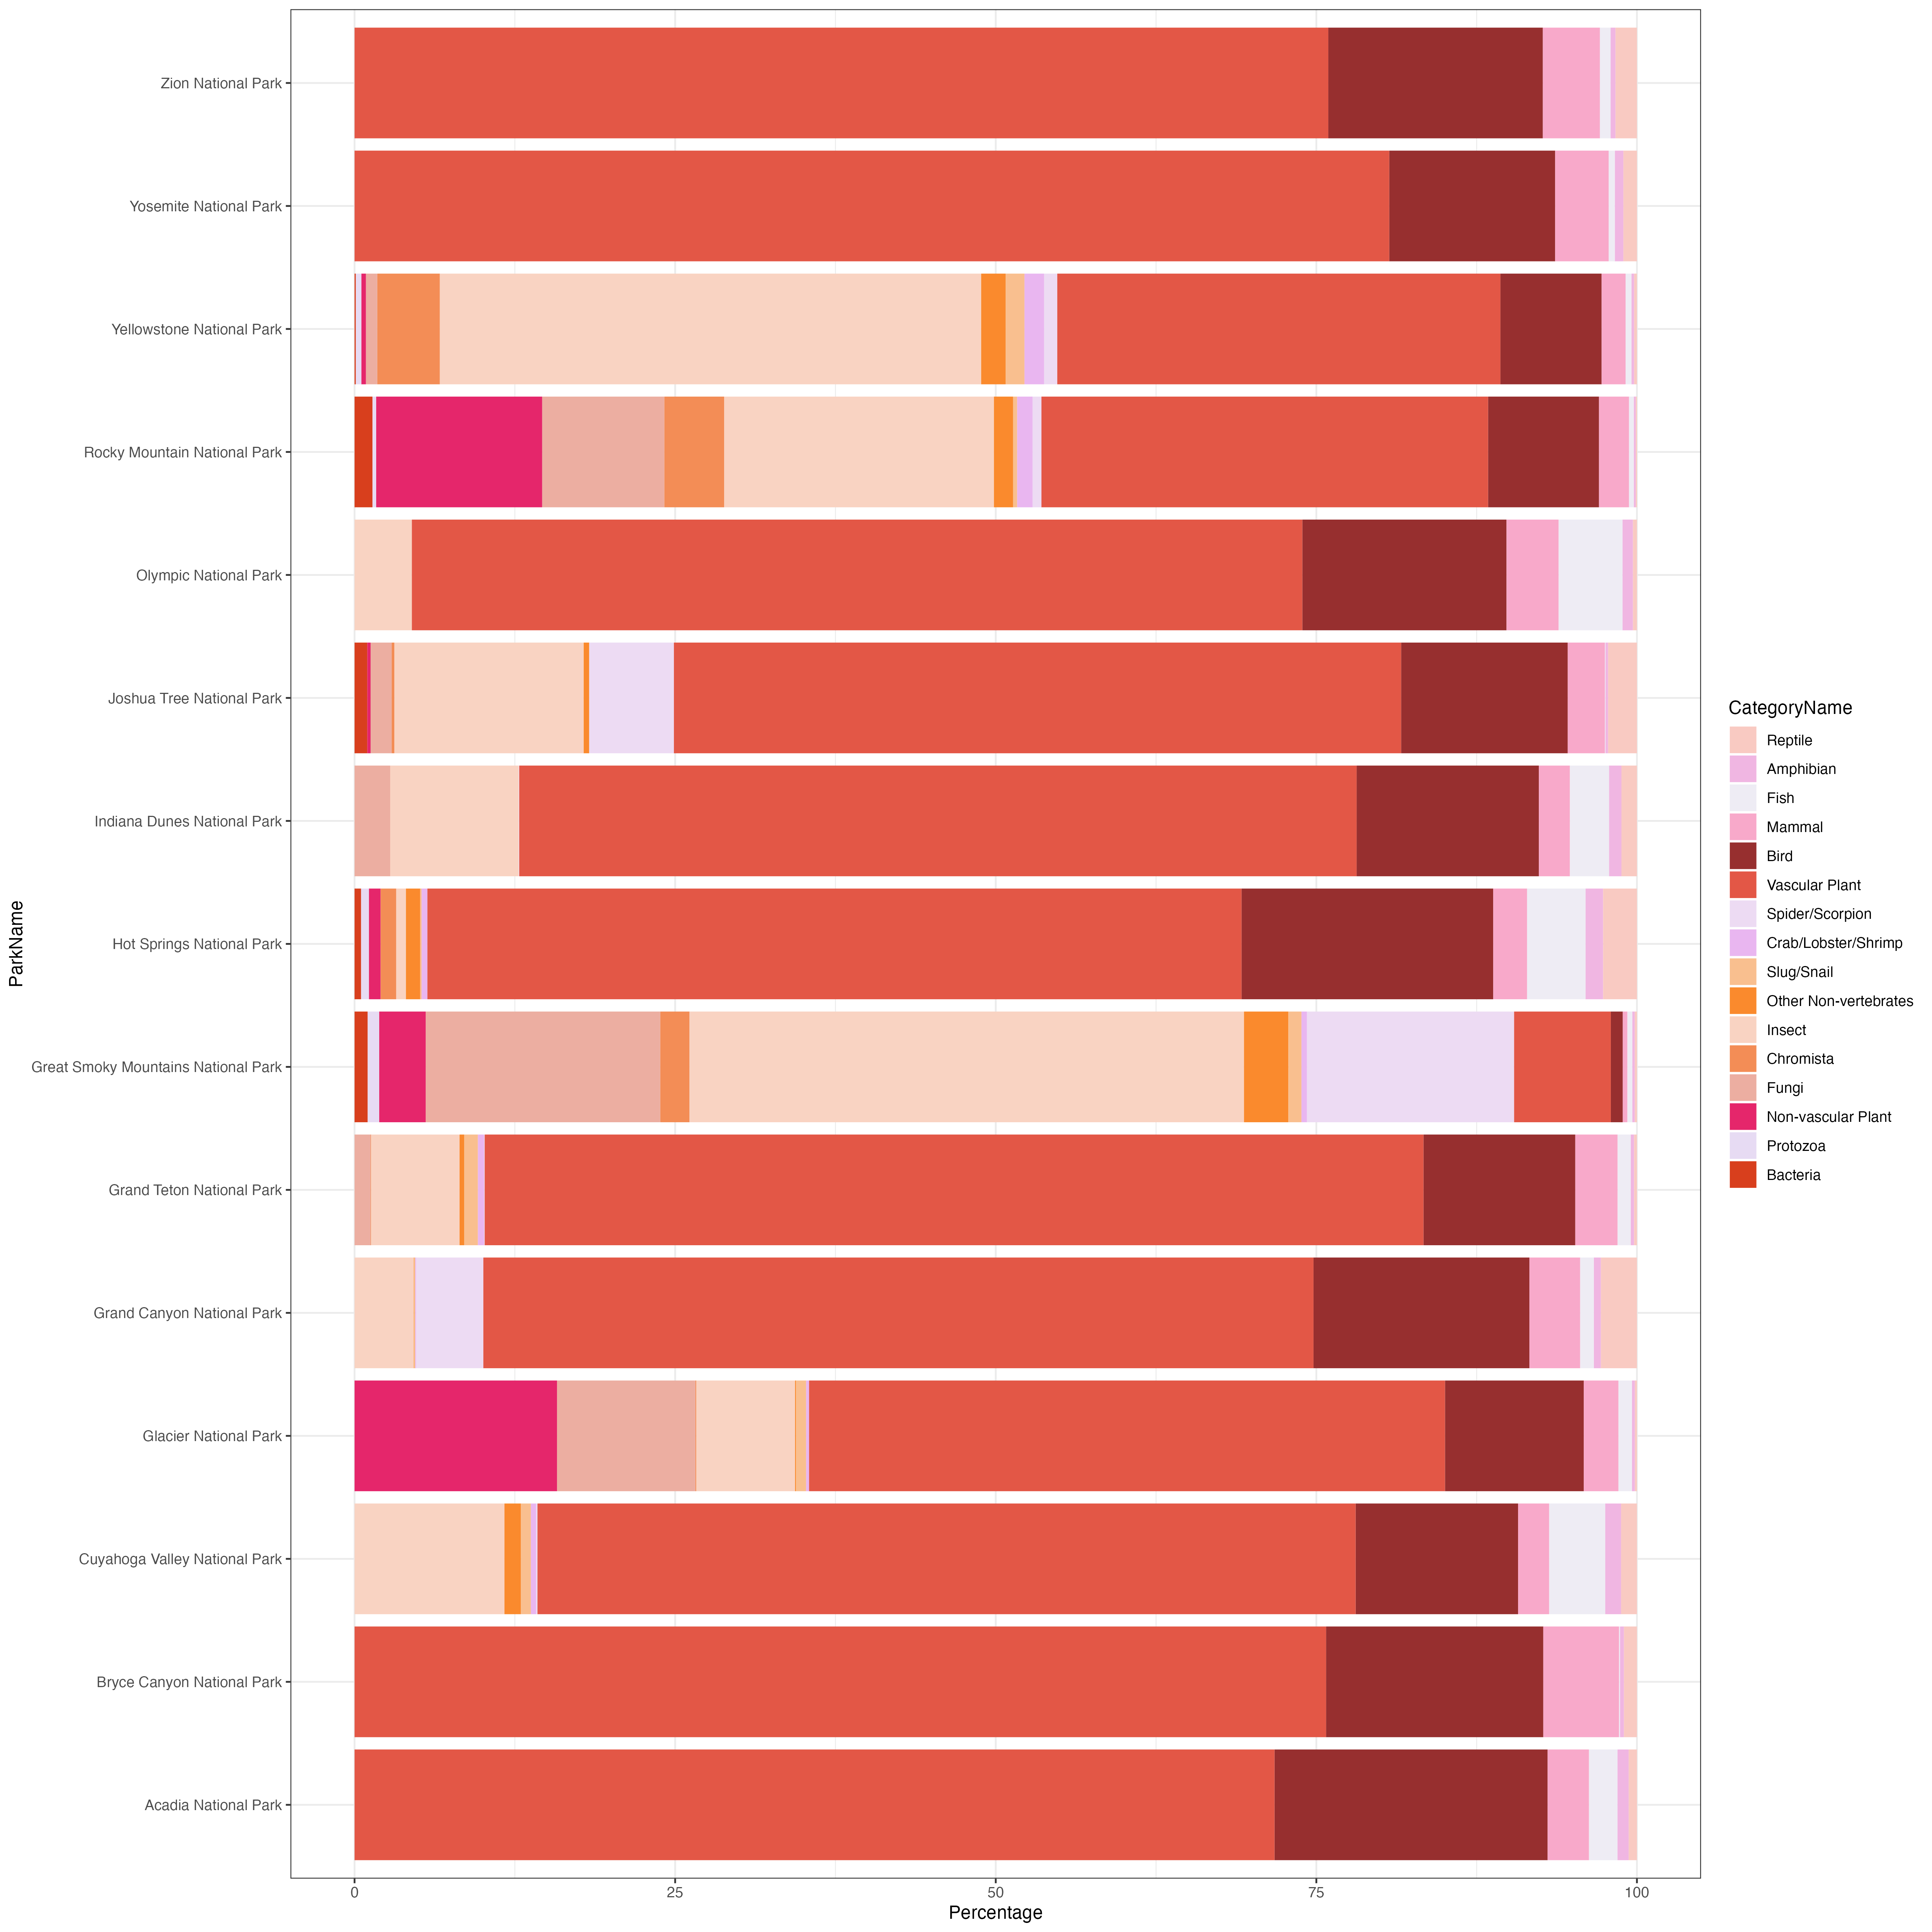 Zion National Park
Yosemite National Park
Yellowstone National Park
Rocky Mountain National Park
Olympic National Park
Joshua Tree National Park
Indiana Dunes National Park
Hot Springs National Park
Great Smoky Mountains National Park
Grand Teton National Park
Grand Canyon National Park
Glacier National Park
Cuyahoga Valley National Park
Bryce Canyon National Park
Acadia National Park
ParkName
0 25 50 75 100
Percentage
CategoryName
Reptile
Amphibian
Fish
Mammal
Bird
Vascular Plant
Spider/Scorpion
Crab/Lobster/Shrimp
Slug/Snail
Other Non-vertebrates
Insect
Chromista
Fungi
Non-vascular Plant
Protozoa
Bacteria